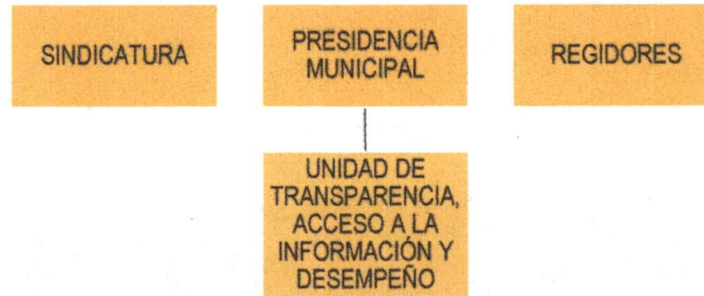 SINDICATURA
PRESIDENCIA
MUNICIPAL
REGIDORES
UNIDAD DE
TRANSPARENCIA,
ACCESO A LA
INFORMACIÓN Y
DESEMPEÑO